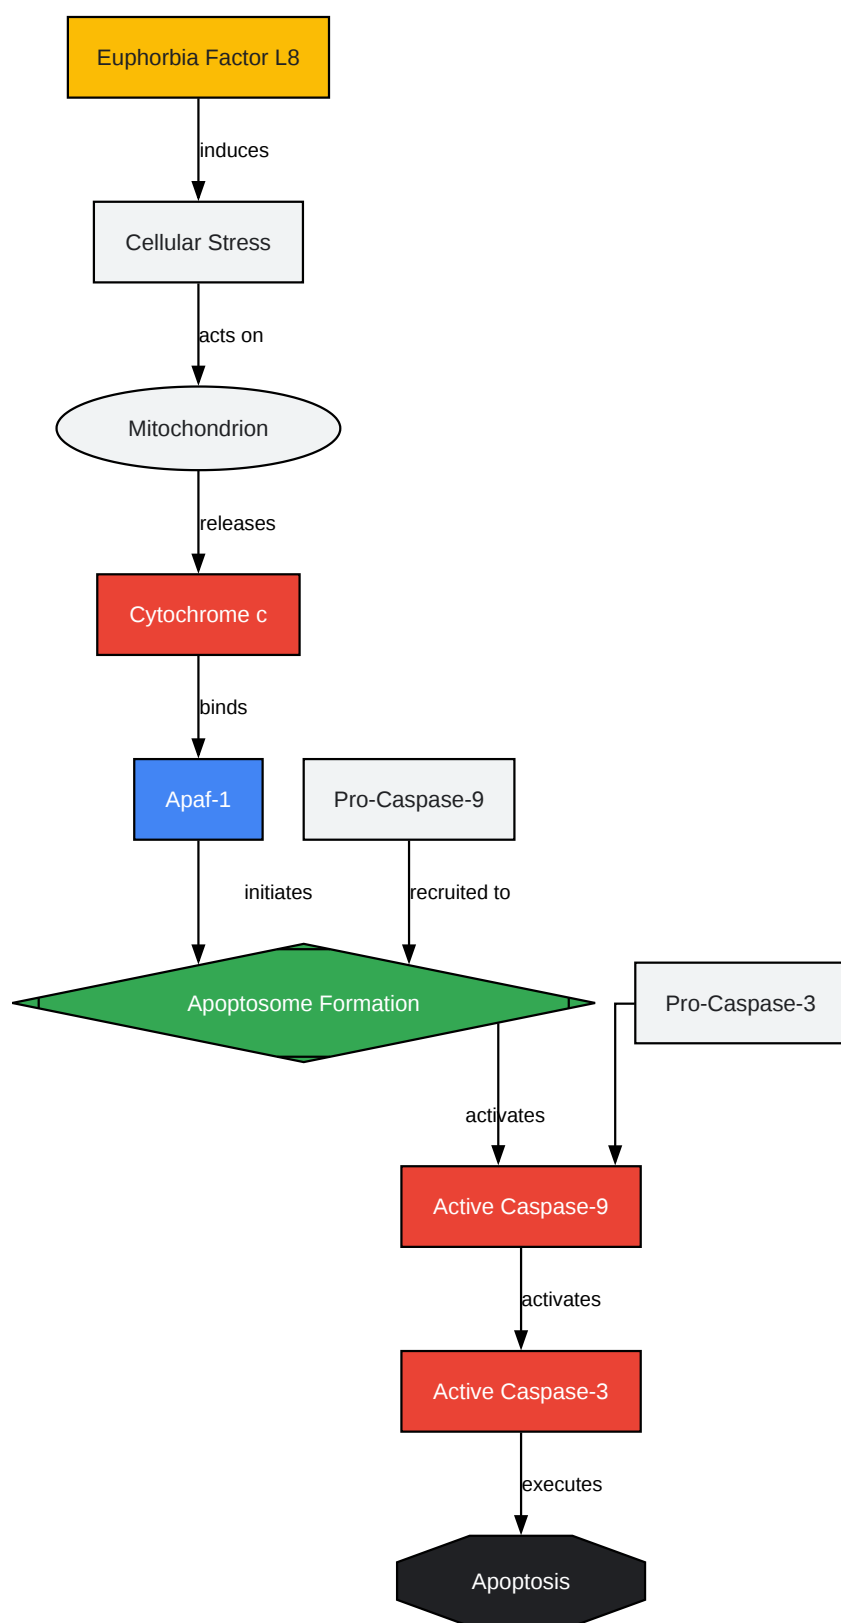 Euphorbia Factor L8
induces
Cellular Stress
acts on
Mitochondrion
releases
Cytochrome c
binds
Apaf-1
Pro-Caspase-9
initiates
recruited to
Apoptosome Formation
Pro-Caspase-3
activates
Active Caspase-9
activates
Active Caspase-3
executes
Apoptosis